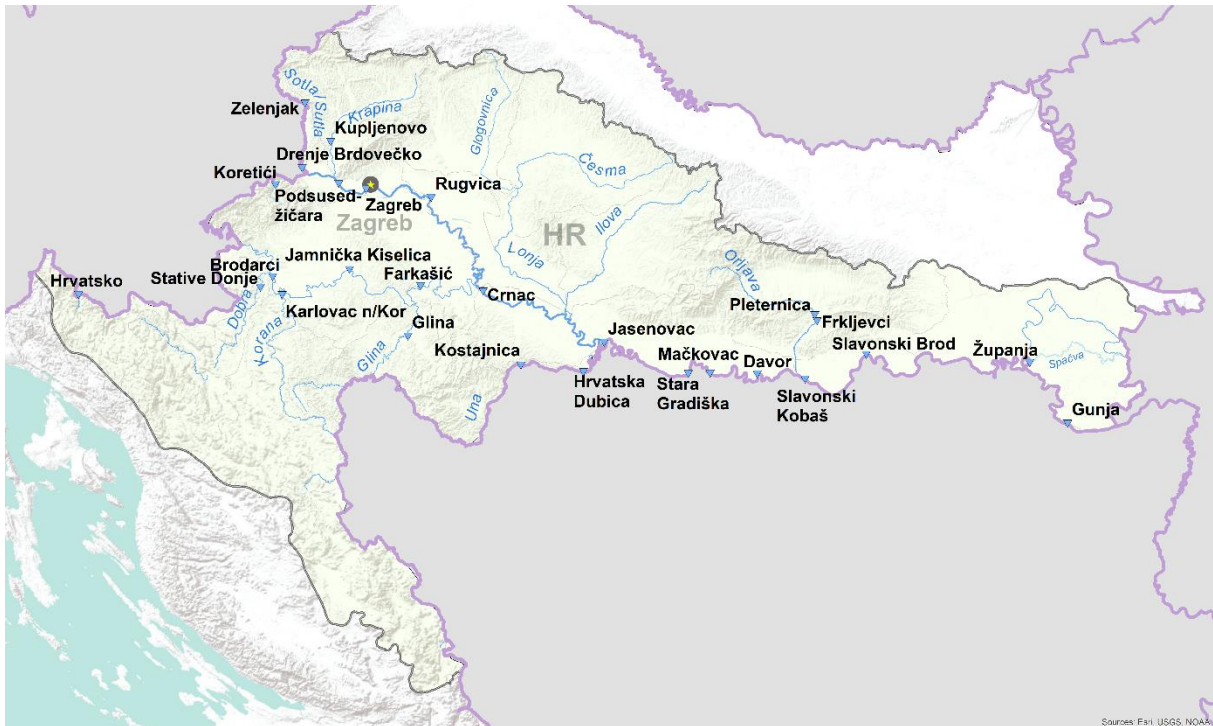 Sotla/Sutla
Zelenjak
Krapina
Kupljenovo
Glogovnica
Drenje Brdovečko
Koretići
Podsused-
žičara
Zagreb
Zagreb
Rugvica
Česma
Ilova
HR
Lonja
Jamnička Kiselica
Brodarci
Stative Donje
Farkašić
Hrvatsko
Dobra
Korana
Karlovac n/Kor
Crnac
Glina
Glina
Kostajnica
Una
Jasenovac
Hrvatska
Dubica
Orljava
Pleternica
Frkljevci
Mačkovac
Stara
Gradiška
Davor
Slavonski
Kobaš
Slavonski Brod
Županja
Spačva
Gunja
Sources: Esri, USGS, NOAA